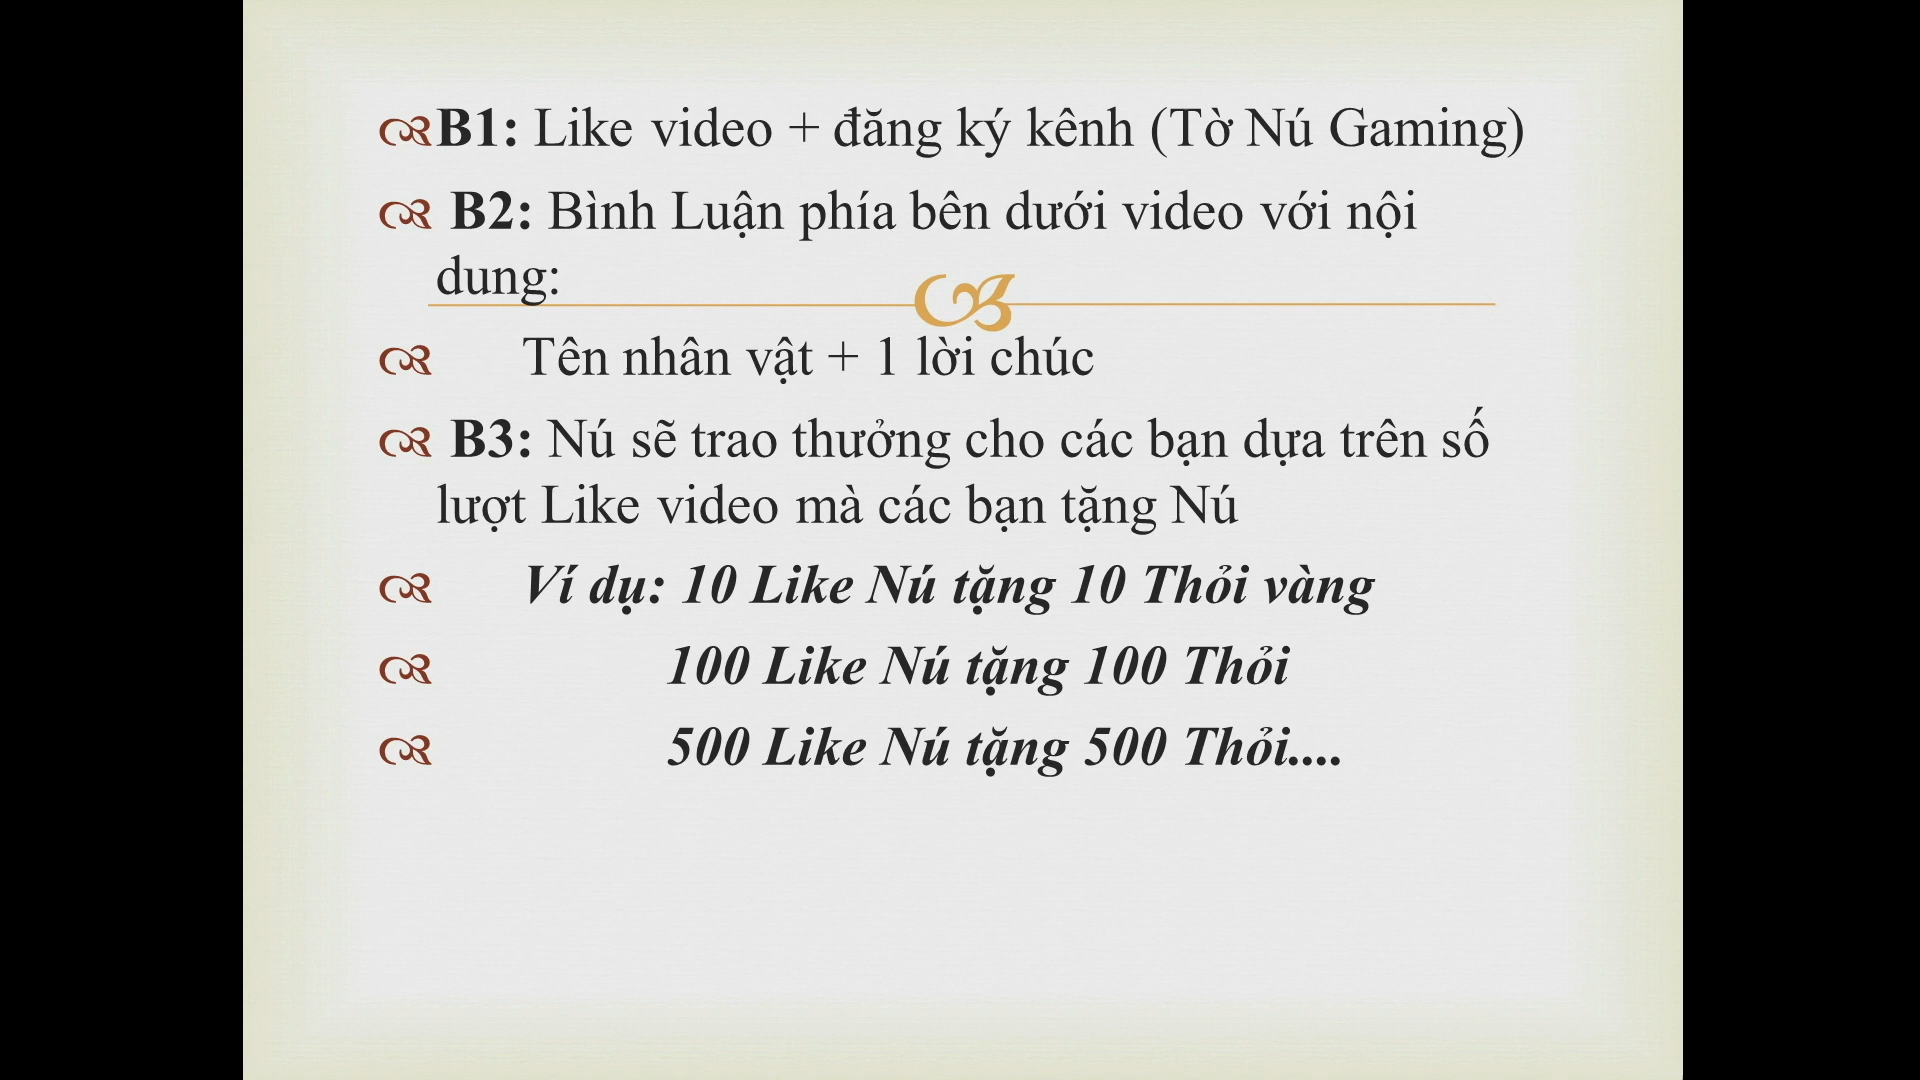 B1: Like video + đăng ký kênh (Tờ Nú Gaming)
B2: Bình Luận phía bên dưới video với nội
dung:
Tên nhân vật + 1 lời chúc
B3: Nú sẽ trao thưởng cho các bạn dựa trên số
lượt Like video mà các bạn tặng Nú
Ví dụ: 10 Like Nú tặng 10 Thỏi vàng
100 Like Nú tặng 100 Thỏi
500 Like Nú tặng 500 Thỏi....